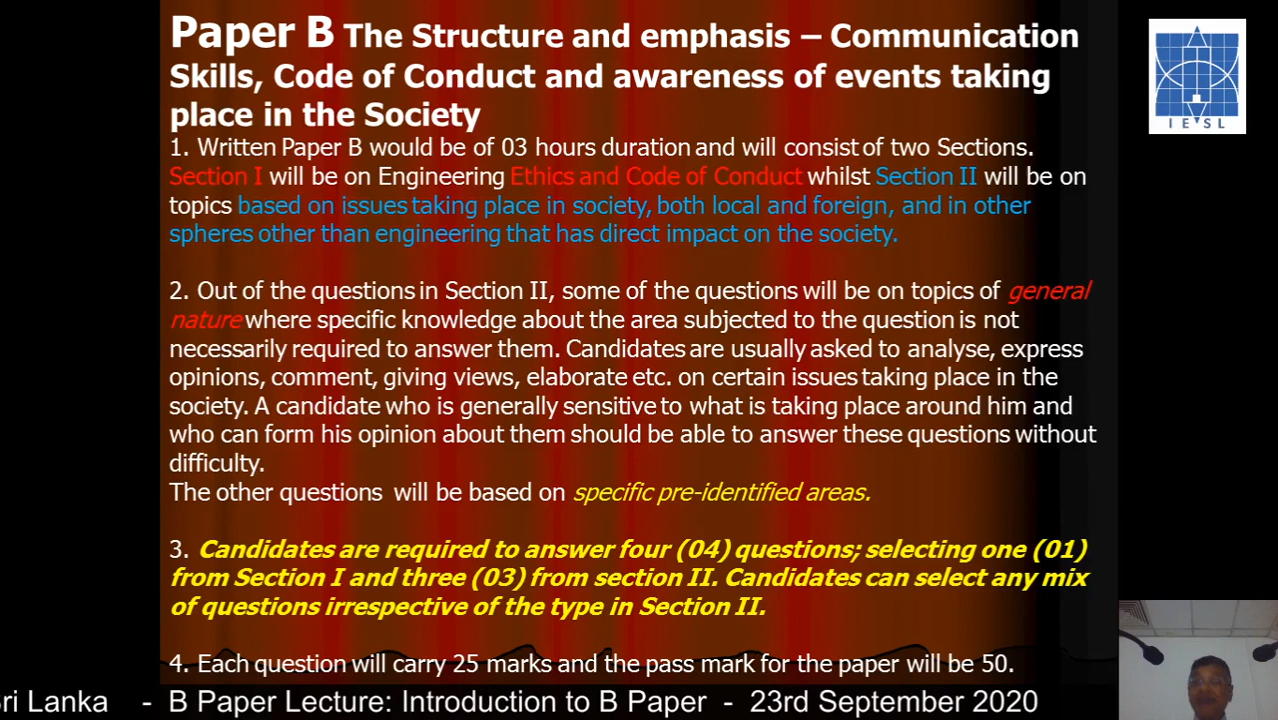 Paper B The Structure and emphasis – Communication
Skills, Code of Conduct and awareness of events taking
place in the Society
1. Written Paper B would be of 03 hours duration and will consist of two Sections.
Section I will be on Engineering Ethics and Code of Conduct whilst Section II will be on
topics based on issues taking place in society, both local and foreign, and in other
spheres other than engineering that has direct impact on the society.
2. Out of the questions in Section II, some of the questions will be on topics of general
nature where specific knowledge about the area subjected to the question is not
necessarily required to answer them. Candidates are usually asked to analyse, express
opinions, comment, giving views, elaborate etc. on certain issues taking place in the
society. A candidate who is generally sensitive to what is taking place around him and
who can form his opinion about them should be able to answer these questions without
difficulty.
The other questions will be based on specific pre-identified areas.
3. Candidates are required to answer four (04) questions; selecting one (01)
from Section I and three (03) from section II. Candidates can select any mix
of questions irrespective of the type in Section II.
4. Each question will carry 25 marks and the pass mark for the paper will be 50.
IESL
ri Lanka - B Paper Lecture: Introduction to B Paper - 23rd September 2020